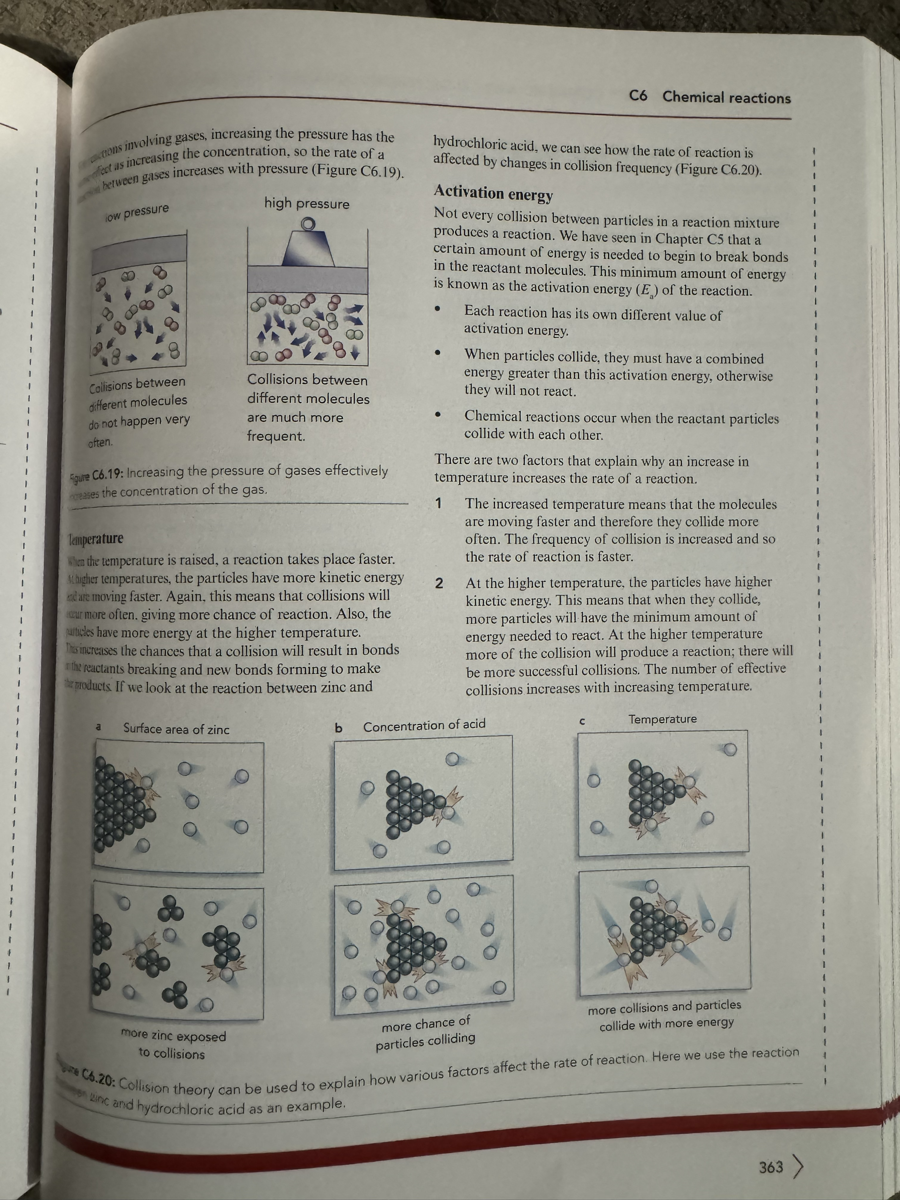 C6 Chemical reactions
involving gases, increasing the pressure has the
as increasing the concentration, so the rate of a
between gases increases with pressure (Figure C6.19).
low pressure
high pressure
Collisions between
different molecules
do not happen very
often.
Collisions between
different molecules
are much more
frequent.
Figure C6.19: Increasing the pressure of gases effectively
the concentration of the gas.
Temperature
When the temperature is raised, a reaction takes place faster.
At higher temperatures, the particles have more kinetic energy
and are moving faster. Again, this means that collisions will
occur more often, giving more chance of reaction. Also, the
particles have more energy at the higher temperature.
This increases the chances that a collision will result in bonds
the reactants breaking and new bonds forming to make
products. If we look at the reaction between zinc and
hydrochloric acid, we can see how the rate of reaction is
affected by changes in collision frequency (Figure C6.20).
Activation energy
Not every collision between particles in a reaction mixture
produces a reaction. We have seen in Chapter C5 that a
certain amount of energy is needed to begin to break bonds
in the reactant molecules. This minimum amount of energy
is known as the activation energy (Ea) of the reaction.
• Each reaction has its own different value of
activation energy.
• When particles collide, they must have a combined
energy greater than this activation energy, otherwise
they will not react.
• Chemical reactions occur when the reactant particles
collide with each other.
There are two factors that explain why an increase in
temperature increases the rate of a reaction.
1 The increased temperature means that the molecules
are moving faster and therefore they collide more
often. The frequency of collision is increased and so
the rate of reaction is faster.
2 At the higher temperature, the particles have higher
kinetic energy. This means that when they collide,
more particles will have the minimum amount of
energy needed to react. At the higher temperature
more of the collision will produce a reaction; there will
be more successful collisions. The number of effective
collisions increases with increasing temperature.
a Surface area of zinc
b Concentration of acid
c Temperature
more zinc exposed
to collisions
more chance of
particles colliding
more collisions and particles
collide with more energy
Figure C6.20: Collision theory can be used to explain how various factors affect the rate of reaction. Here we use the reaction
zinc and hydrochloric acid as an example.
363